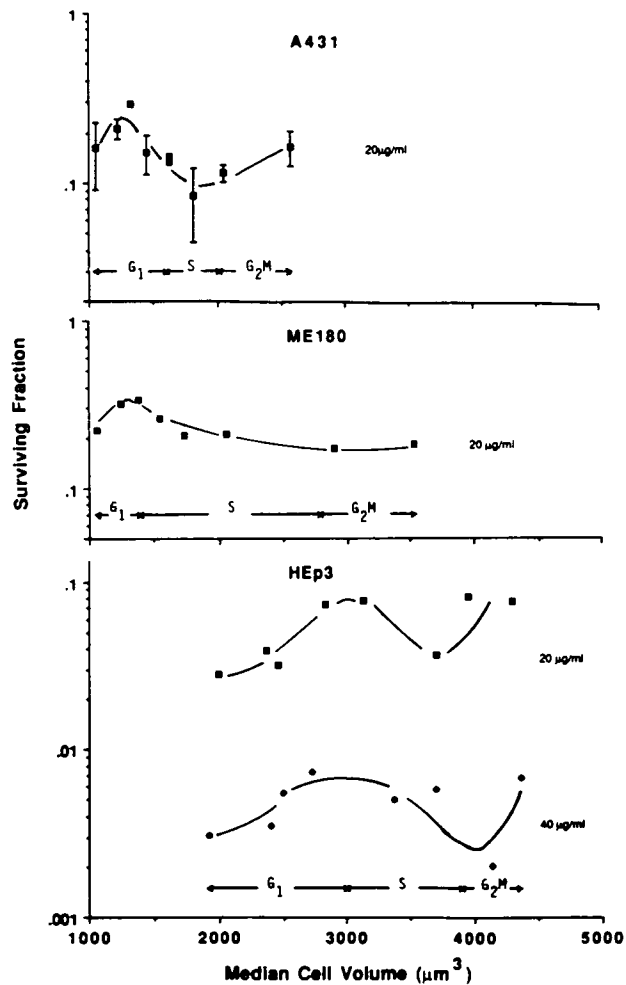 1
A431
20µg/ml
.1
G1 S G2M
1
ME180
20 µg/ml
.1
G1 S G2M
Surviving Fraction
HEp3
.1
20 µg/ml
.01
40 µg/ml
G1 S G2M
.001
1000 2000 3000 4000 5000
Median Cell Volume (µm3)